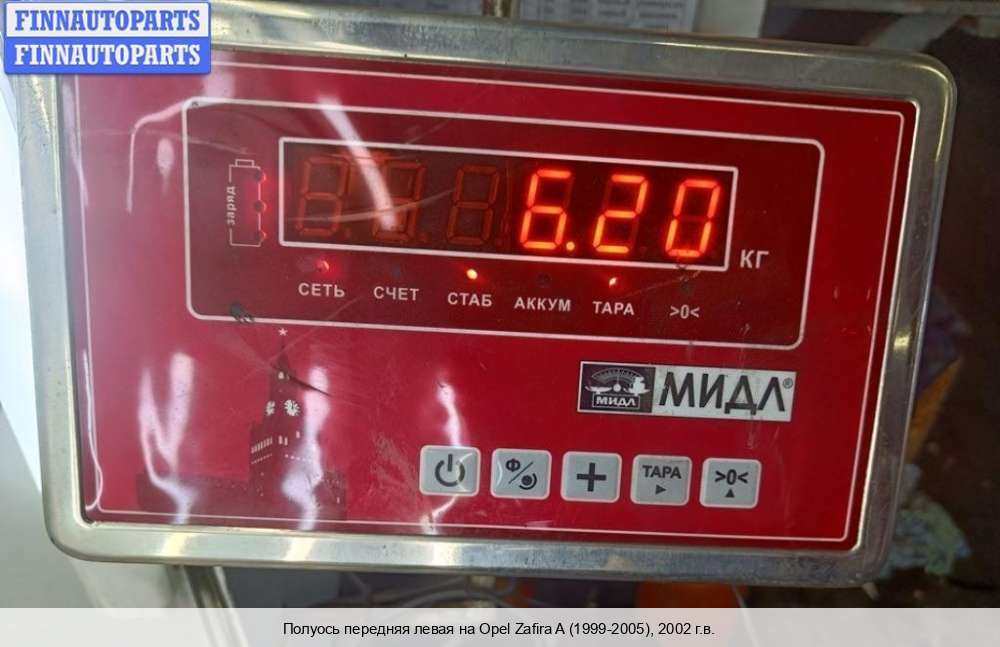 FINNAUTOPARTS
FINNAUTOPARTS
заряд
6.20
КГ
СЕТЬ СЧЕТ СТАБ АККУМ ТАРА >0<
МИДЛ
МИДЛ®
Ф/ + ТАРА >0<
Полуось передняя левая на Opel Zafira A (1999-2005), 2002 г.в.